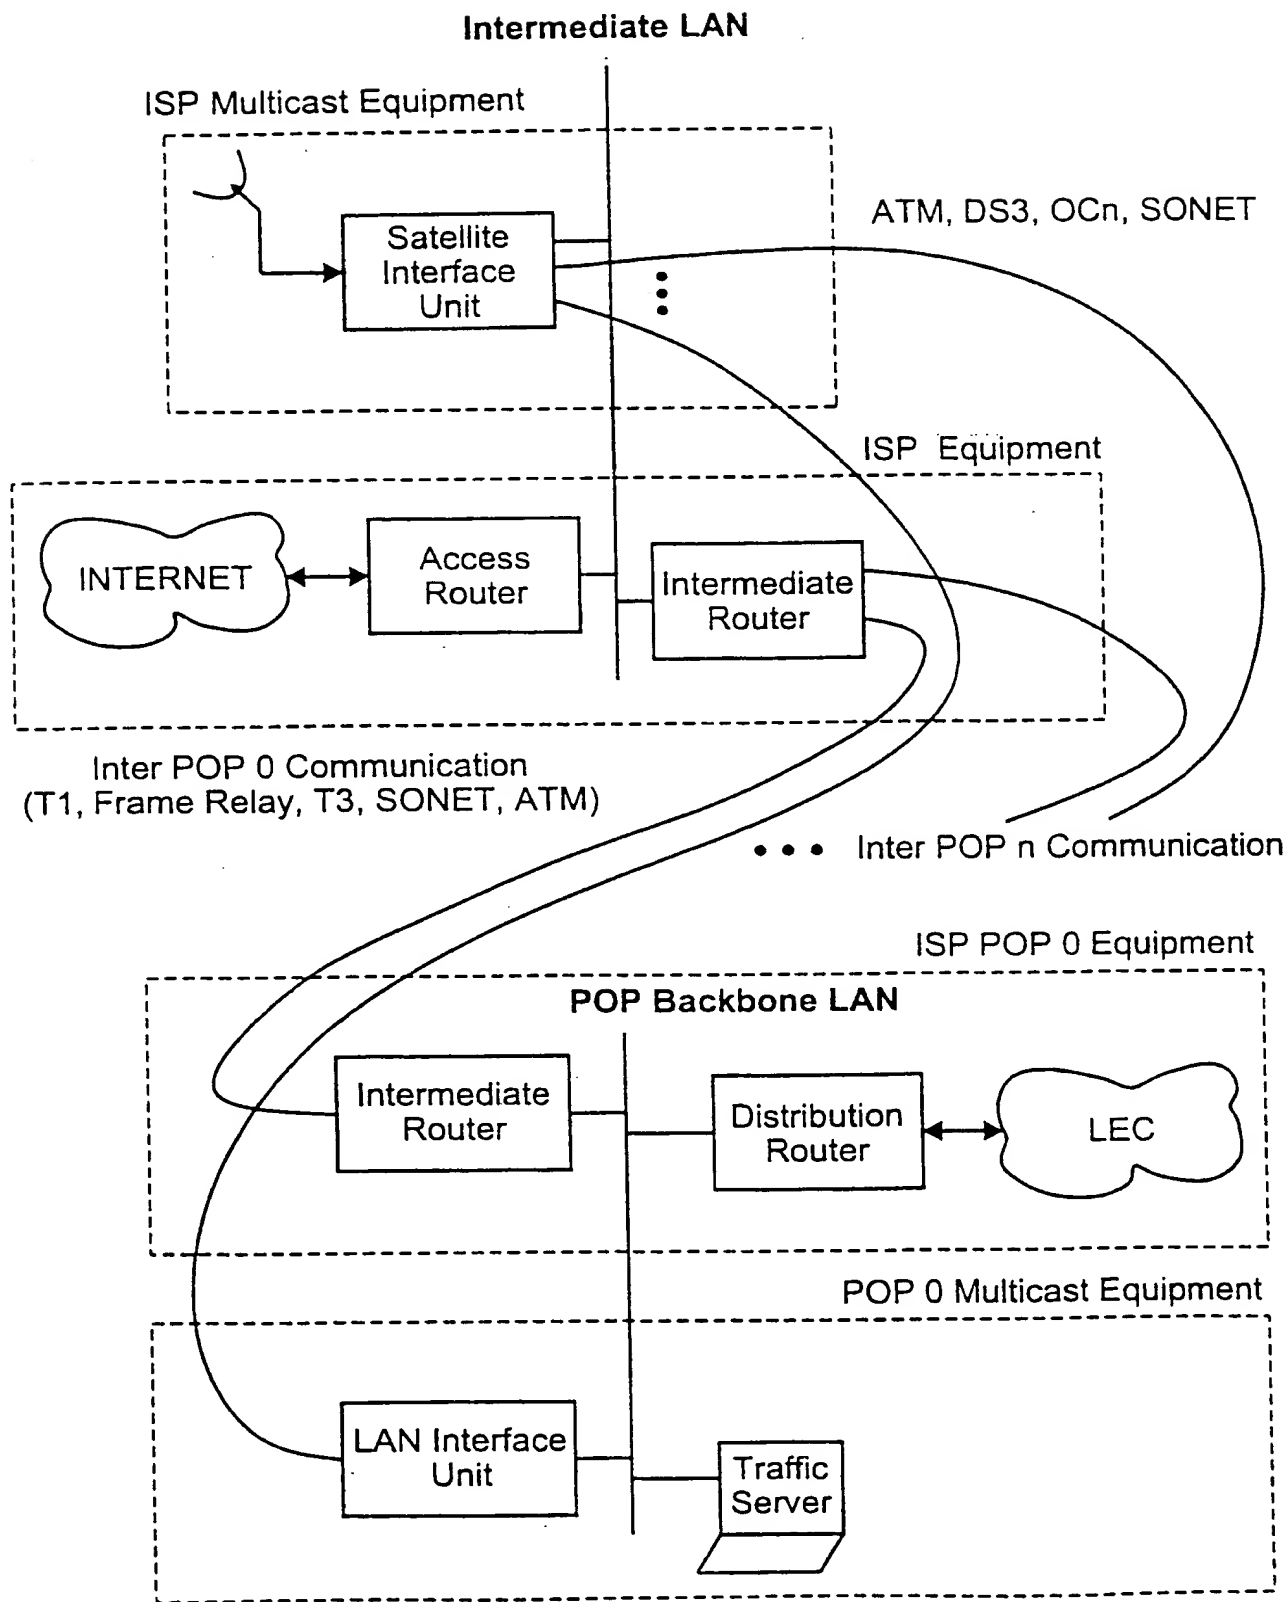 Intermediate LAN
ISP Multicast Equipment
ATM, DS3, OCn, SONET
Satellite
Interface
Unit
ISP Equipment
INTERNET
Access
Router
Intermediate
Router
Inter POP 0 Communication
(T1, Frame Relay, T3, SONET, ATM)
Inter POP n Communication
ISP POP 0 Equipment
POP Backbone LAN
Intermediate
Router
Distribution
Router
LEC
POP 0 Multicast Equipment
LAN Interface
Unit
Traffic
Server